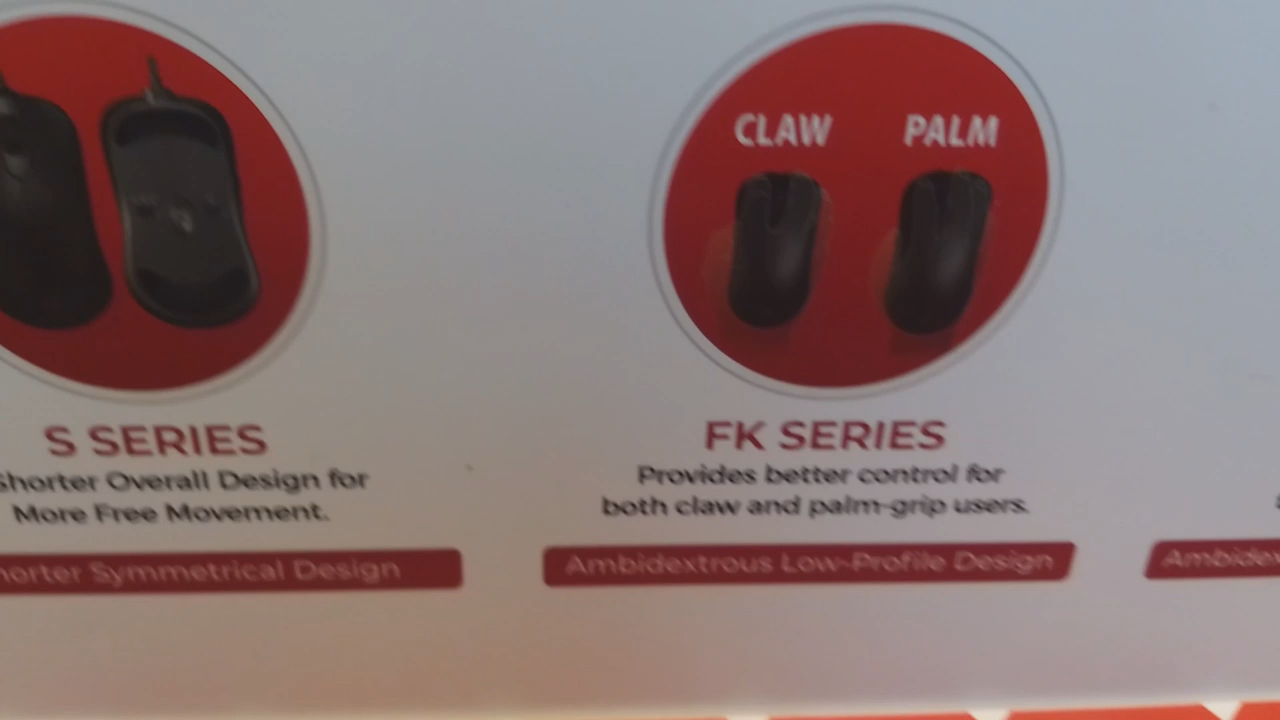 CLAW PALM
S SERIES
Shorter Overall Design for
More Free Movement.
Shorter Symmetrical Design
FK SERIES
Provides better control for
both claw and palm-grip users.
Ambidextrous Low-Profile Design